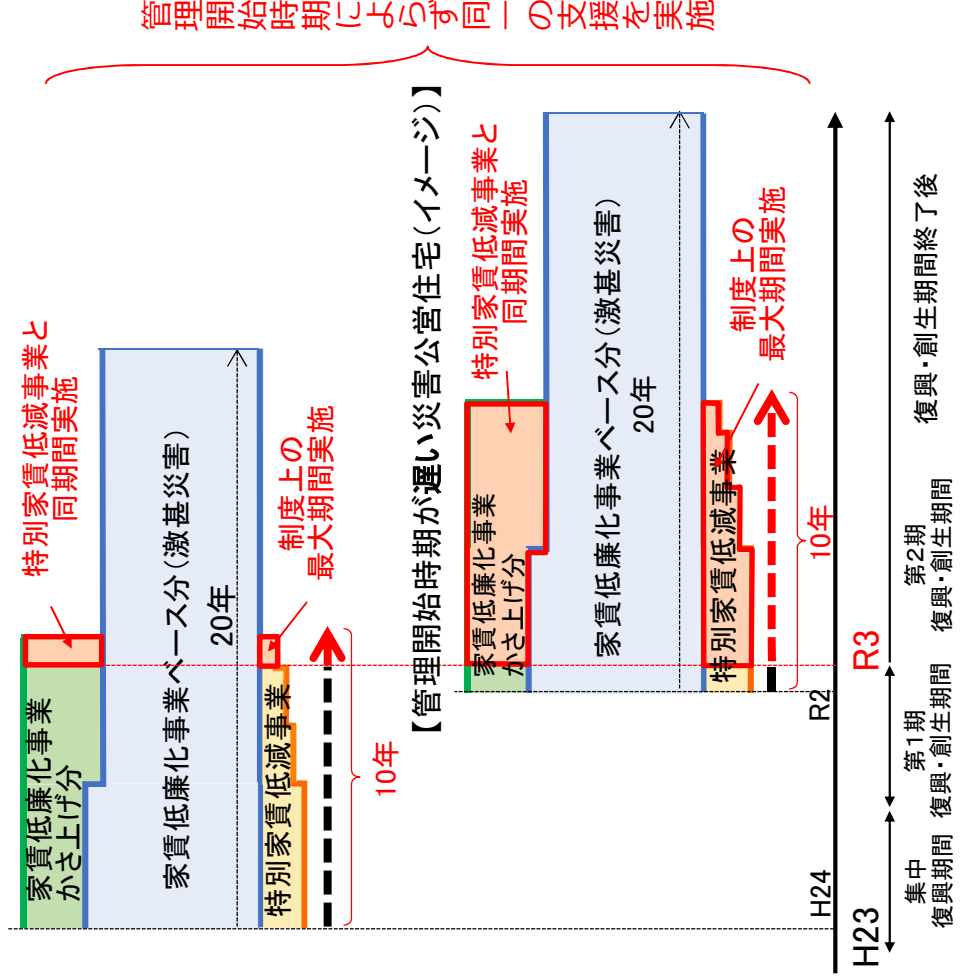 管理開始時期によらず同一の支援を実施
特別家賃低減事業と
同期間実施
家賃低廉化事業
かさ上げ分
家賃低廉化事業ベース分(激甚災害)
20年
制度上の
最大期間実施
特別家賃低減事業
10年
【管理開始時期が遅い災害公営住宅(イメージ)】
特別家賃低減事業と
同期間実施
家賃低廉化事業
かさ上げ分
家賃低廉化事業ベース分(激甚災害)
20年
制度上の
最大期間実施
特別家賃低減事業
10年
H23
H24
R2
R3
集中
復興期間
第1期
復興・創生期間
第2期
復興・創生期間
復興・創生期間終了後